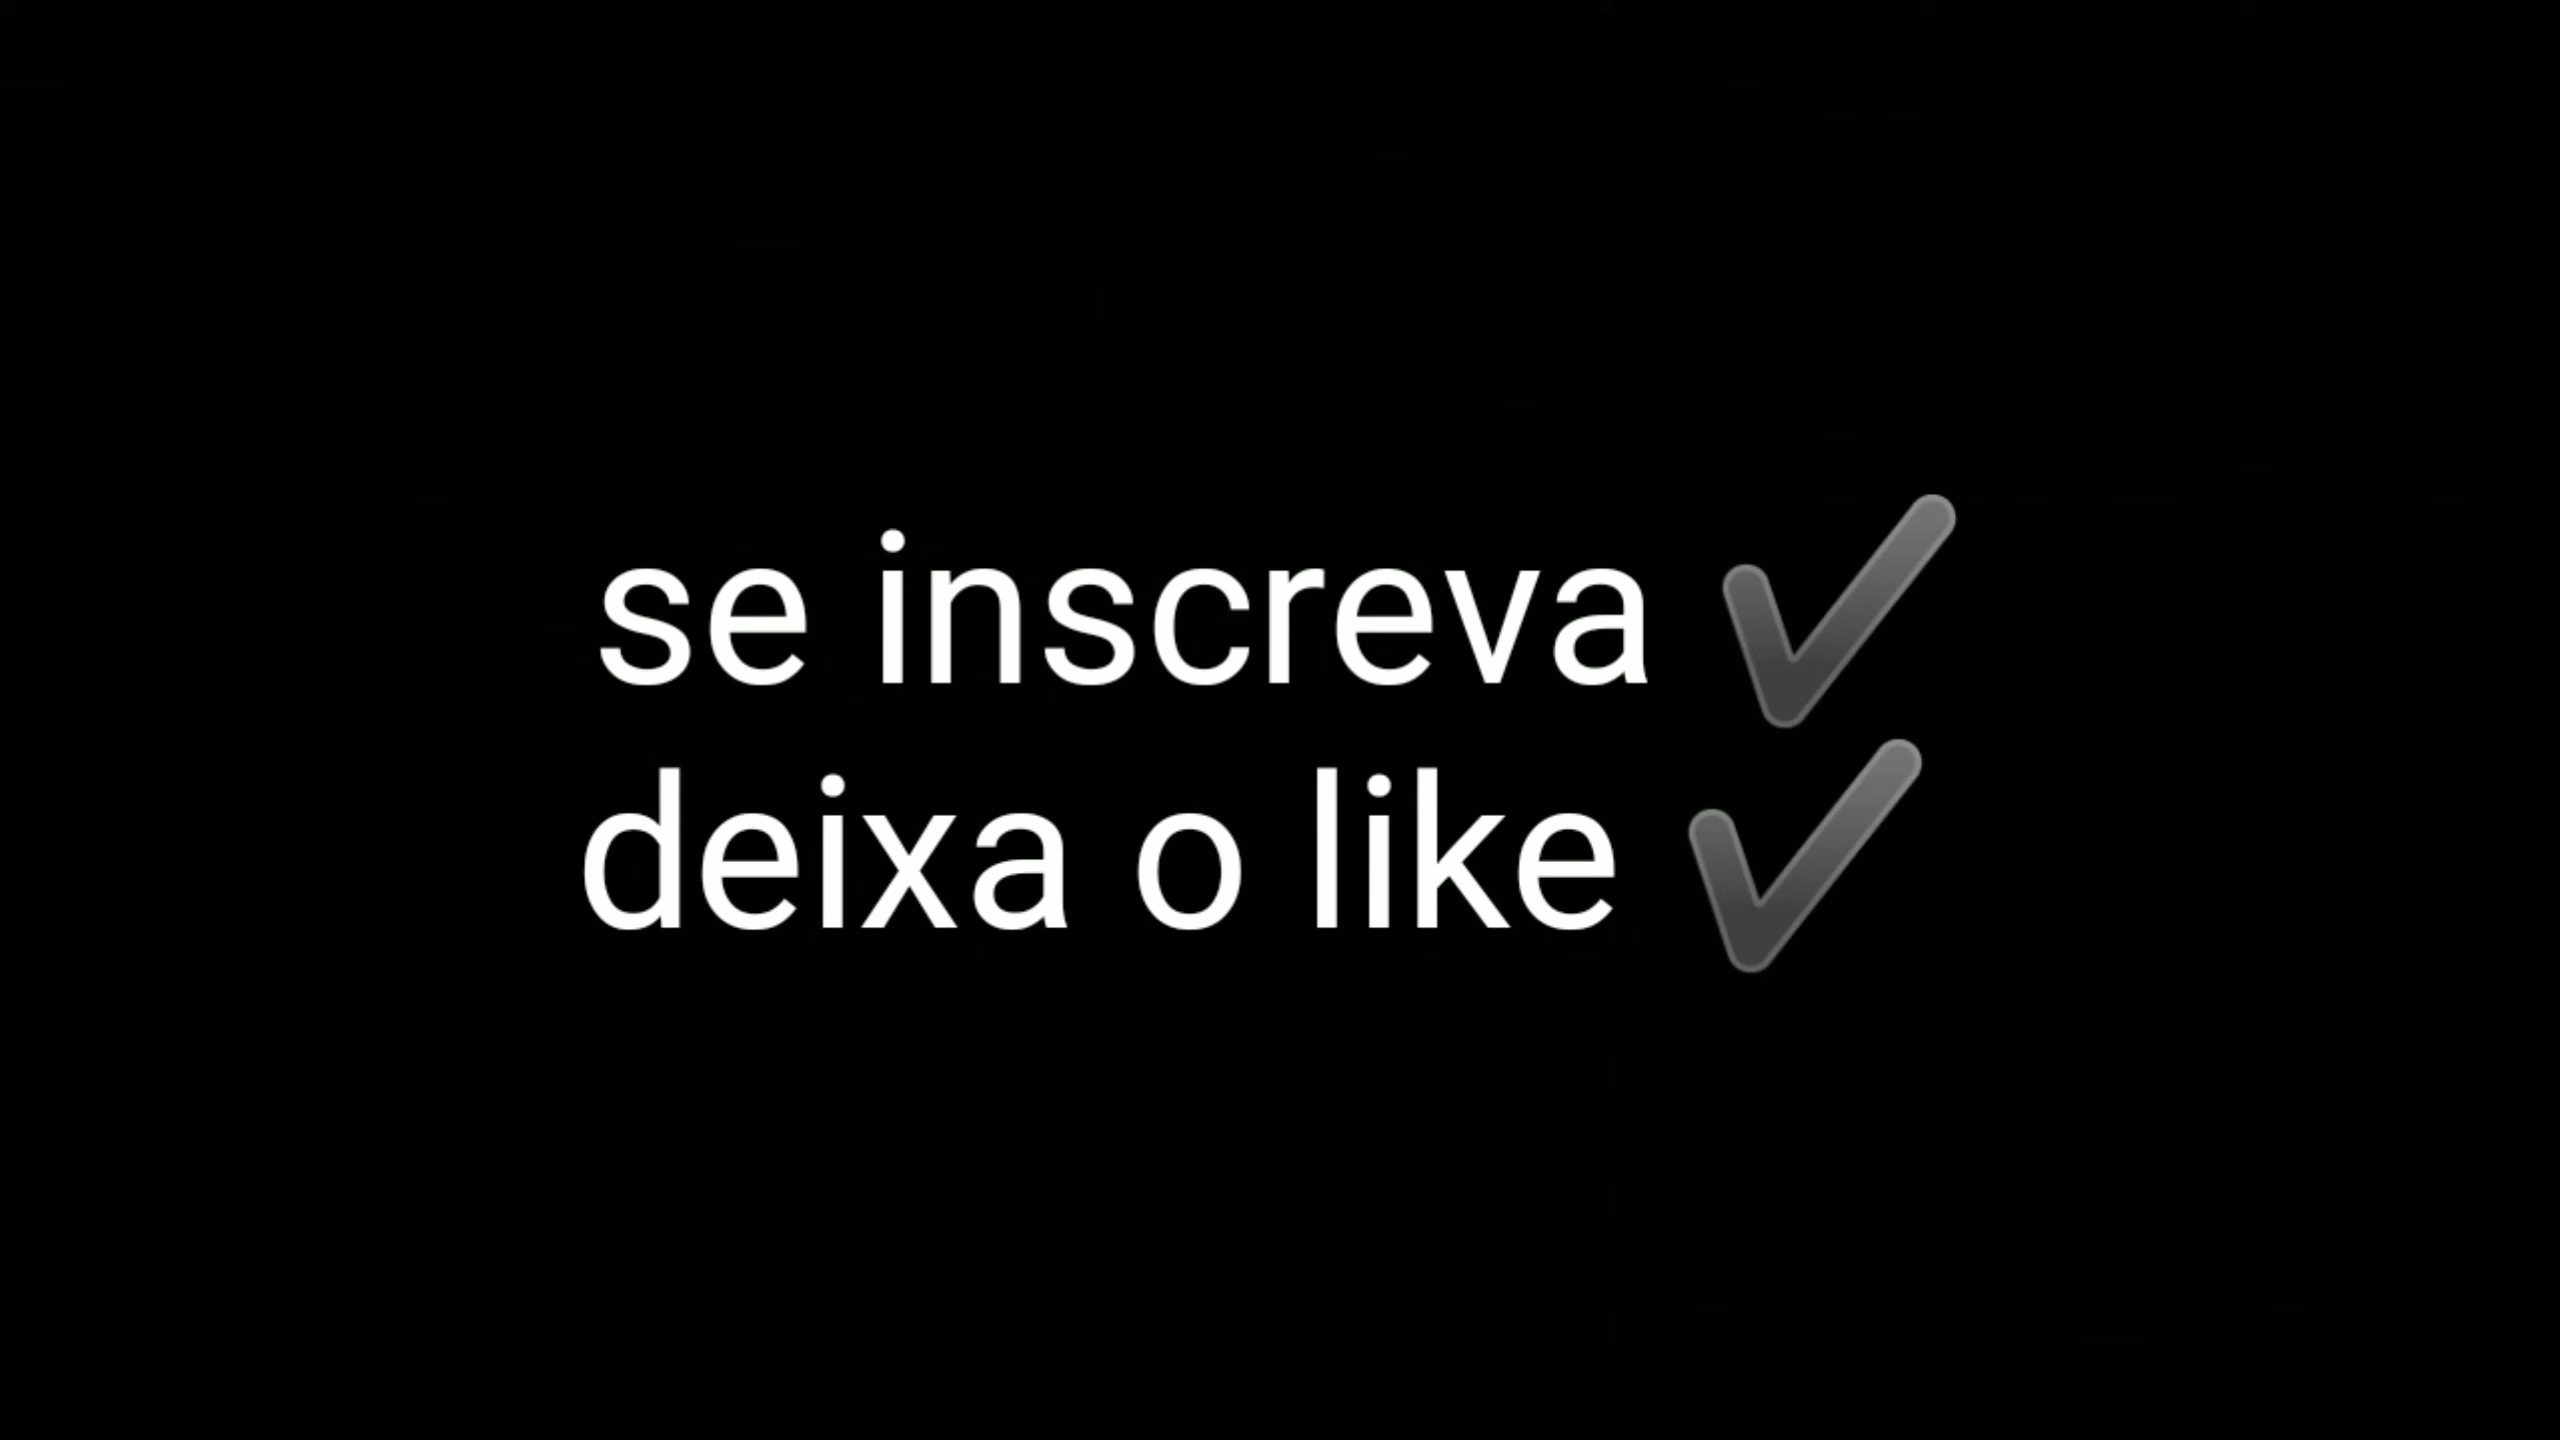 se inscreva ✔
deixa o like ✔